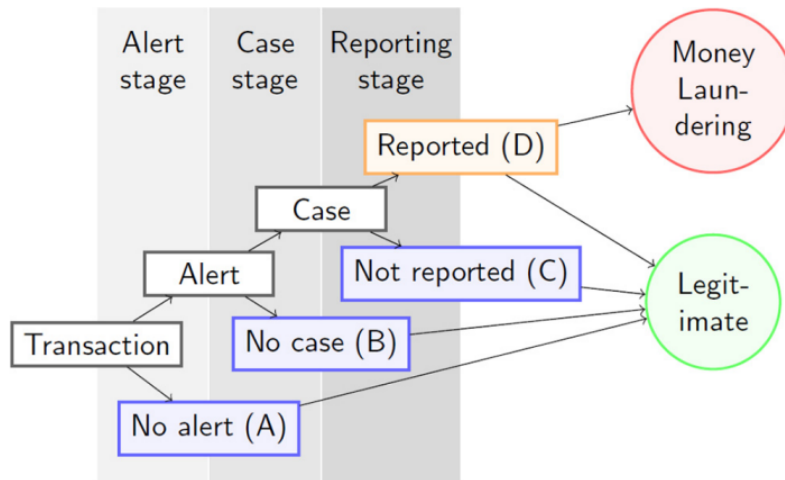 Alert
stage
Case
stage
Reporting
stage
Money
Laun-
dering
Reported (D)
Case
Alert
Not reported (C)
Legit-
imate
Transaction
No case (B)
No alert (A)